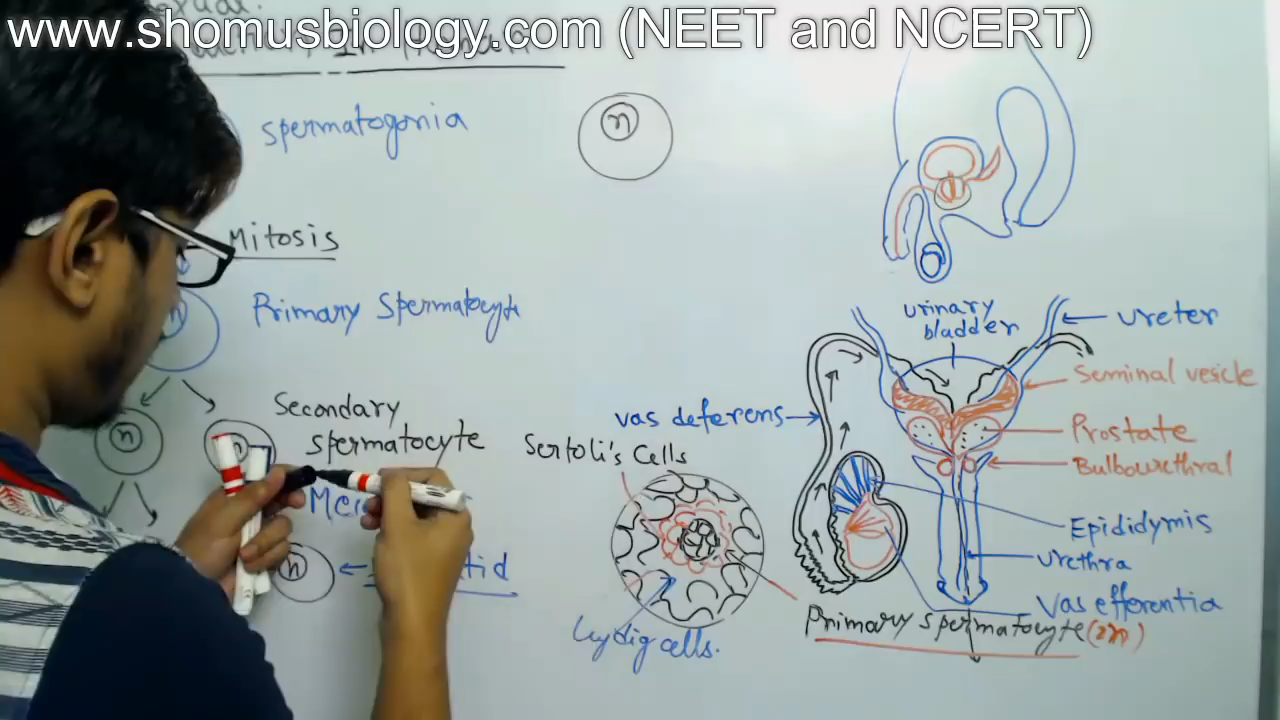 www.shomusbiology.com (NEET and NCERT)
spermatogonia
n
Mitosis
n
Primary Spermatocyte
n
n
Secondary
spermatocyte
n
urinary
bladder
ureter
Seminal vesicle
Prostate
Bulbourethral
Epididymis
urethra
Vas efferentia
vas deferens
Sertoli's Cells
Leydig cells.
Primary spermatocyte (2n)